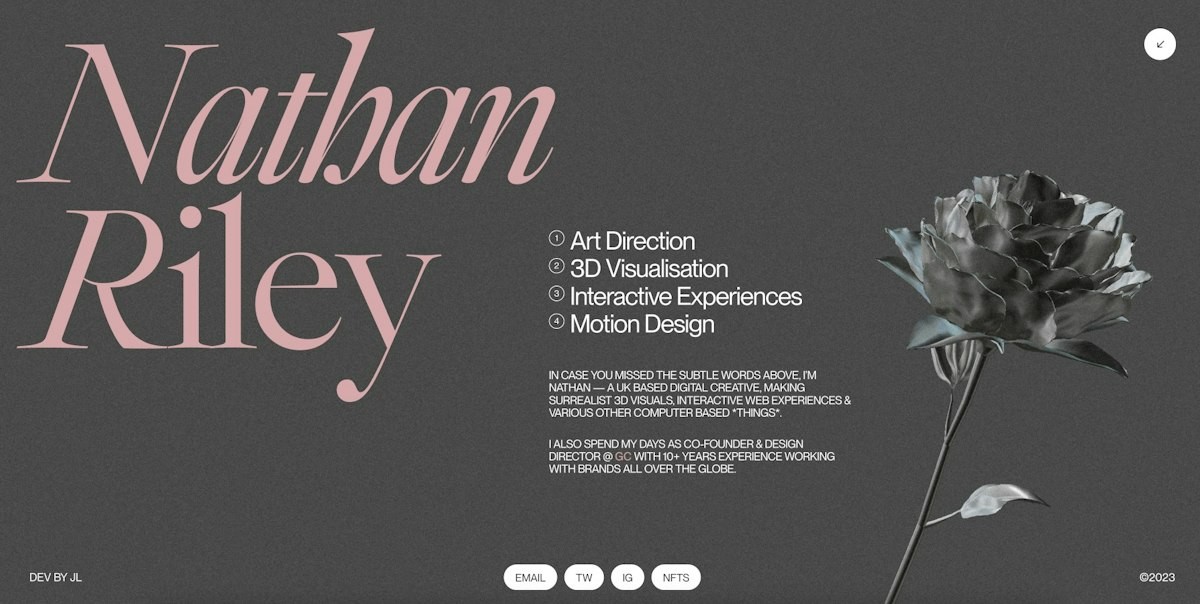 Nathan
Riley
1 Art Direction
2 3D Visualisation
3 Interactive Experiences
4 Motion Design
IN CASE YOU MISSED THE SUBTLE WORDS ABOVE, I'M
NATHAN — A UK BASED DIGITAL CREATIVE, MAKING
SURREALIST 3D VISUALS, INTERACTIVE WEB EXPERIENCES &
VARIOUS OTHER COMPUTER BASED *THINGS*.
I ALSO SPEND MY DAYS AS CO-FOUNDER & DESIGN
DIRECTOR @ GC WITH 10+ YEARS EXPERIENCE WORKING
WITH BRANDS ALL OVER THE GLOBE.
DEV BY JL
EMAIL
TW
IG
NFTS
©2023